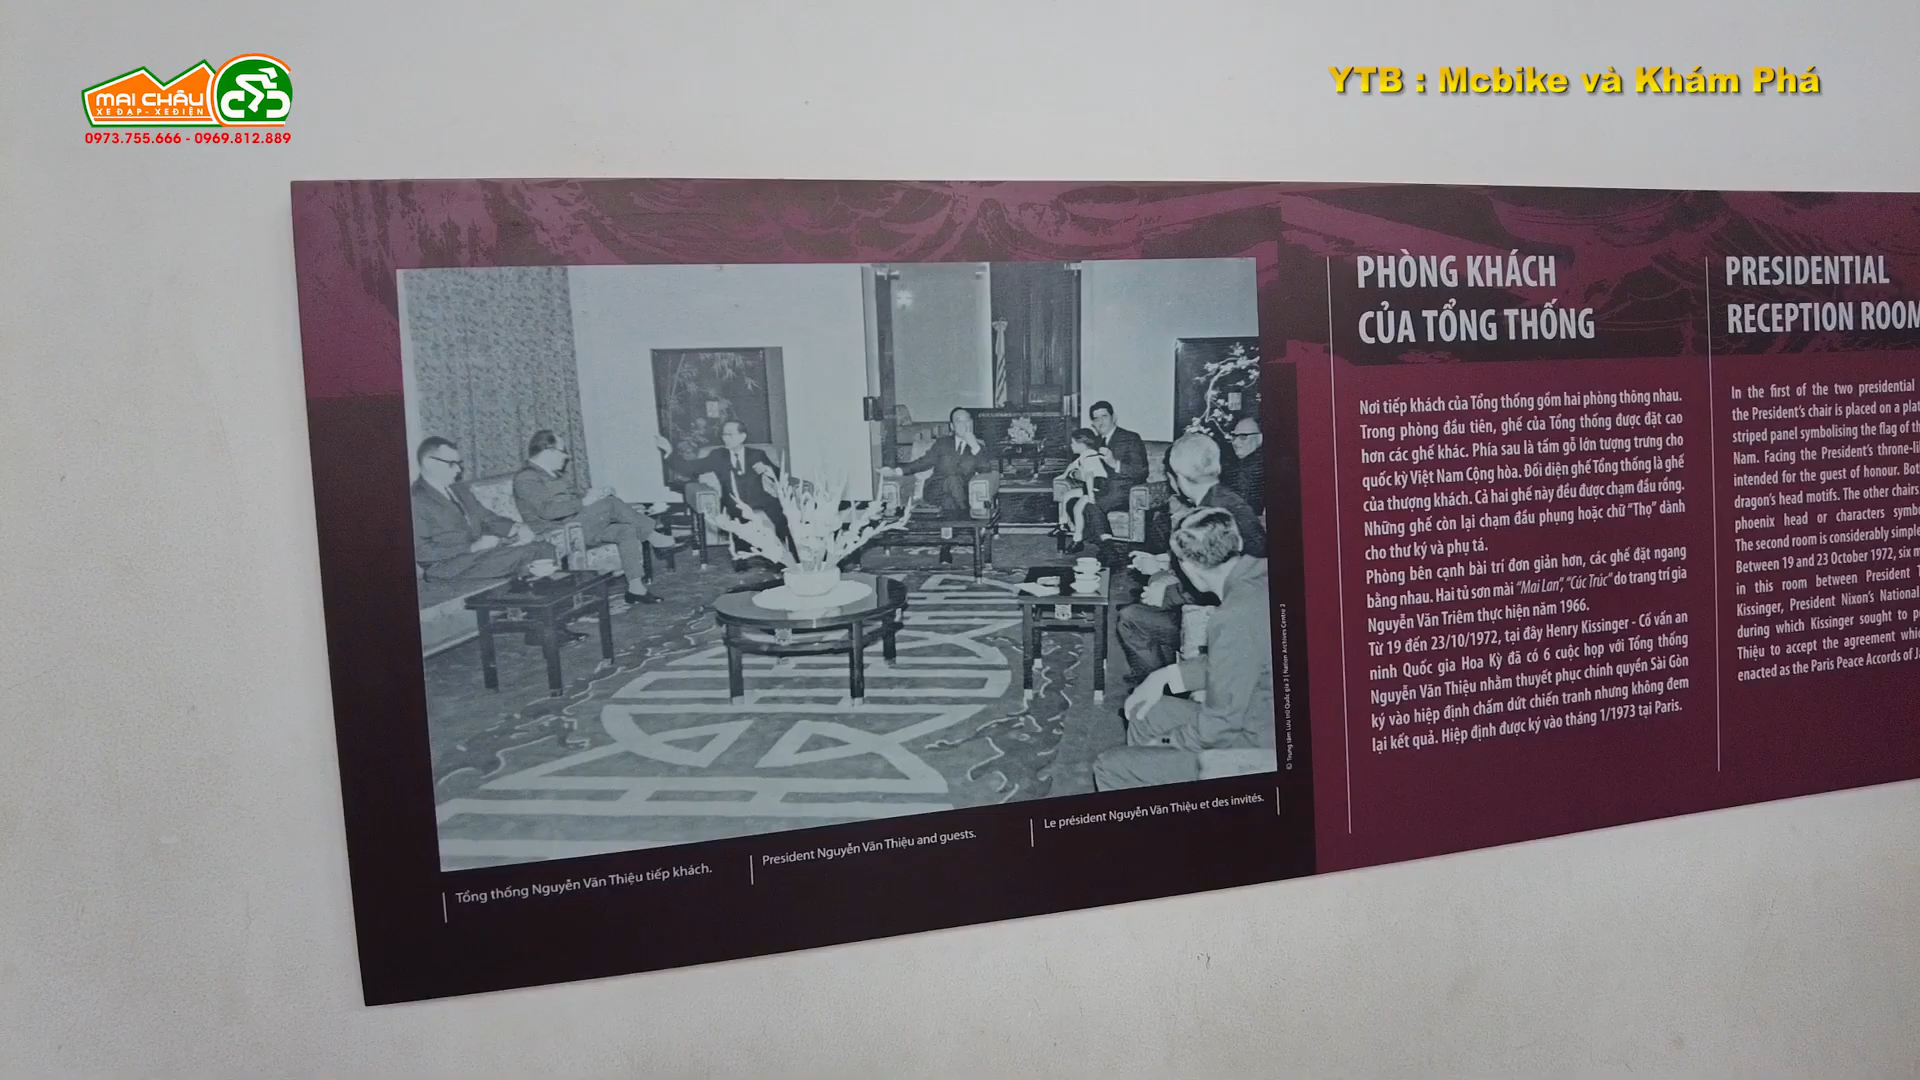 MAI CHÂU
XE ĐẠP - XE ĐIỆN
0973.755.666 - 0969.812.889
YTB : Mcbike và Khám Phá
PHÒNG KHÁCH
CỦA TỔNG THỐNG
Nơi tiếp khách của Tổng thống gồm hai phòng thông nhau.
Trong phòng đầu tiên, ghế của Tổng thống được đặt cao
hơn các ghế khác. Phía sau là tấm gỗ lớn tượng trưng cho
quốc kỳ Việt Nam Cộng hòa. Đối diện ghế Tổng thống là ghế
của thượng khách. Cả hai ghế này đều được chạm đầu rồng.
Những ghế còn lại chạm đầu phụng hoặc chữ "Thọ" dành
cho thư ký và phụ tá.
Phòng bên cạnh bài trí đơn giản hơn, các ghế đặt ngang
bằng nhau. Hai tủ sơn mài "Mai Lan", "Cúc Trúc" do trang trí gia
Nguyễn Văn Triêm thực hiện năm 1966.
Từ 19 đến 23/10/1972, tại đây Henry Kissinger - Cố vấn an
ninh Quốc gia Hoa Kỳ đã có 6 cuộc họp với Tổng thống
Nguyễn Văn Thiệu nhằm thuyết phục chính quyền Sài Gòn
ký vào hiệp định chấm dứt chiến tranh nhưng không đem
lại kết quả. Hiệp định được ký vào tháng 1/1973 tại Paris.
PRESIDENTIAL
RECEPTION ROOM
In the first of the two presidential
the President's chair is placed on a
striped panel symbolising the flag of
Nam. Facing the President's
intended for the guest of honour.
dragon's head motifs. The other chairs
phoenix head or characters
The second room is considerably
Between 19 and 23 October 1972, six
in this room between President
Kissinger, President Nixon's National
during which Kissinger sought to
Thiệu to accept the agreement
enacted as the Paris Peace Accords of
© Trung tâm Lưu trữ Quốc gia 2 | Nation Archives Centre 2
Tổng thống Nguyễn Văn Thiệu tiếp khách.
President Nguyễn Văn Thiệu and guests.
Le président Nguyễn Văn Thiệu et des invités.